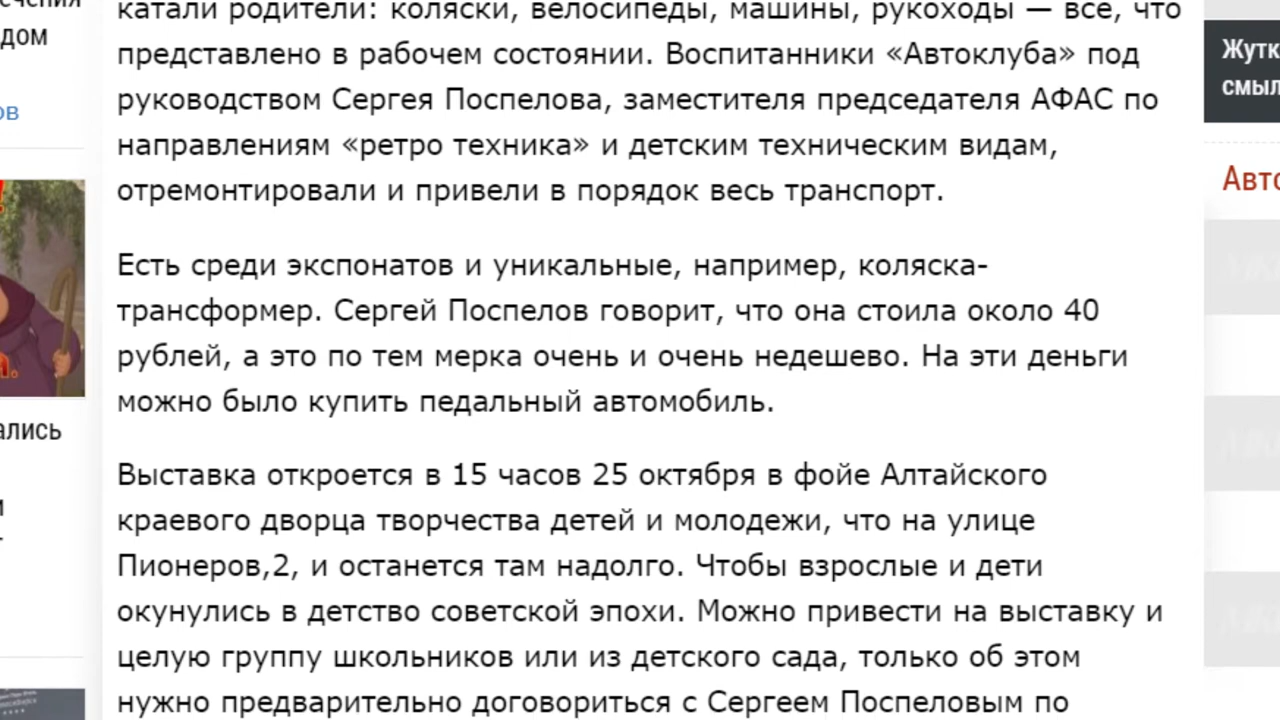 дом
ов
ались
катали родители: коляски, велосипеды, машины, рукоходы — все, что
представлено в рабочем состоянии. Воспитанники «Автоклуба» под
руководством Сергея Поспелова, заместителя председателя АФАС по
направлениям «ретро техника» и детским техническим видам,
отремонтировали и привели в порядок весь транспорт.
Есть среди экспонатов и уникальные, например, коляска-
трансформер. Сергей Поспелов говорит, что она стоила около 40
рублей, а это по тем мерка очень и очень недешево. На эти деньги
можно было купить педальный автомобиль.
Выставка откроется в 15 часов 25 октября в фойе Алтайского
краевого дворца творчества детей и молодежи, что на улице
Пионеров,2, и останется там надолго. Чтобы взрослые и дети
окунулись в детство советской эпохи. Можно привести на выставку и
целую группу школьников или из детского сада, только об этом
нужно предварительно договориться с Сергеем Поспеловым по
Жутк
смыл
Авто